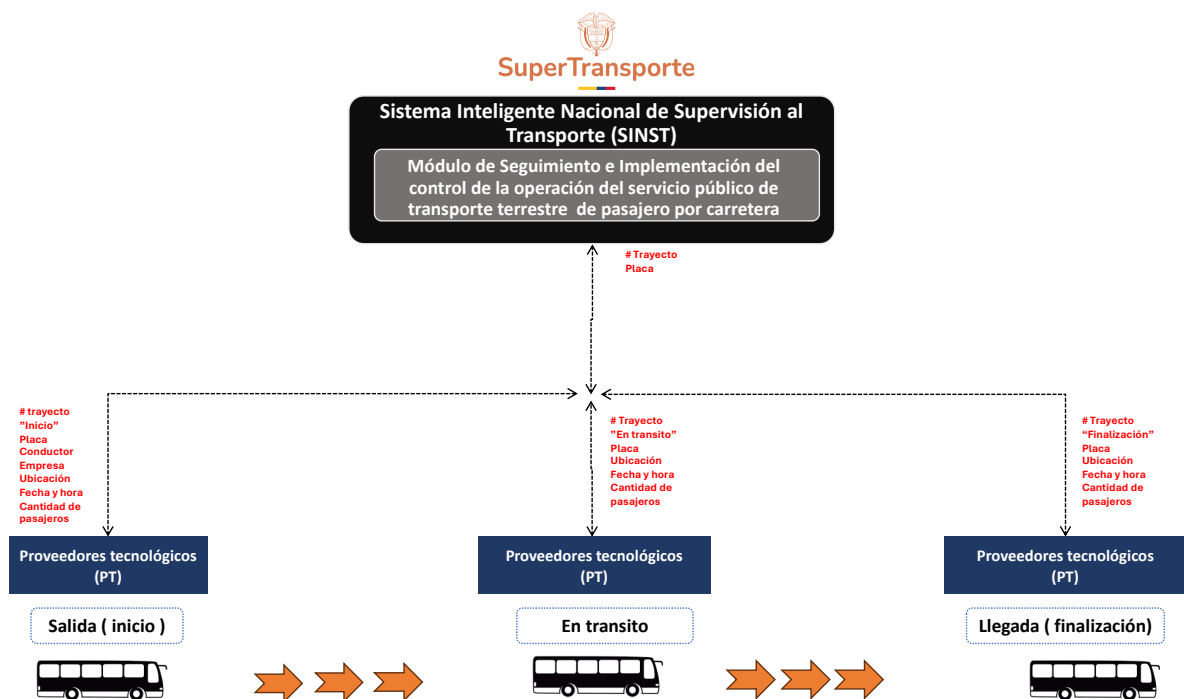 SuperTransporte
Sistema Inteligente Nacional de Supervisión al
Transporte (SINST)
Módulo de Seguimiento e Implementación del
control de la operación del servicio público de
transporte terrestre  de pasajero por carretera
# Trayecto
Placa
# trayecto
”Inicio”
Placa
Conductor
Empresa
Ubicación
Fecha y hora
Cantidad de
pasajeros
# Trayecto
”En transito”
Placa
Ubicación
Fecha y hora
Cantidad de
pasajeros
# Trayecto
“Finalización”
Placa
Ubicación
Fecha y hora
Cantidad de
pasajeros
Proveedores tecnológicos
(PT)
Proveedores tecnológicos
(PT)
Proveedores tecnológicos
(PT)
Salida ( inicio )
En transito
Llegada ( finalización)